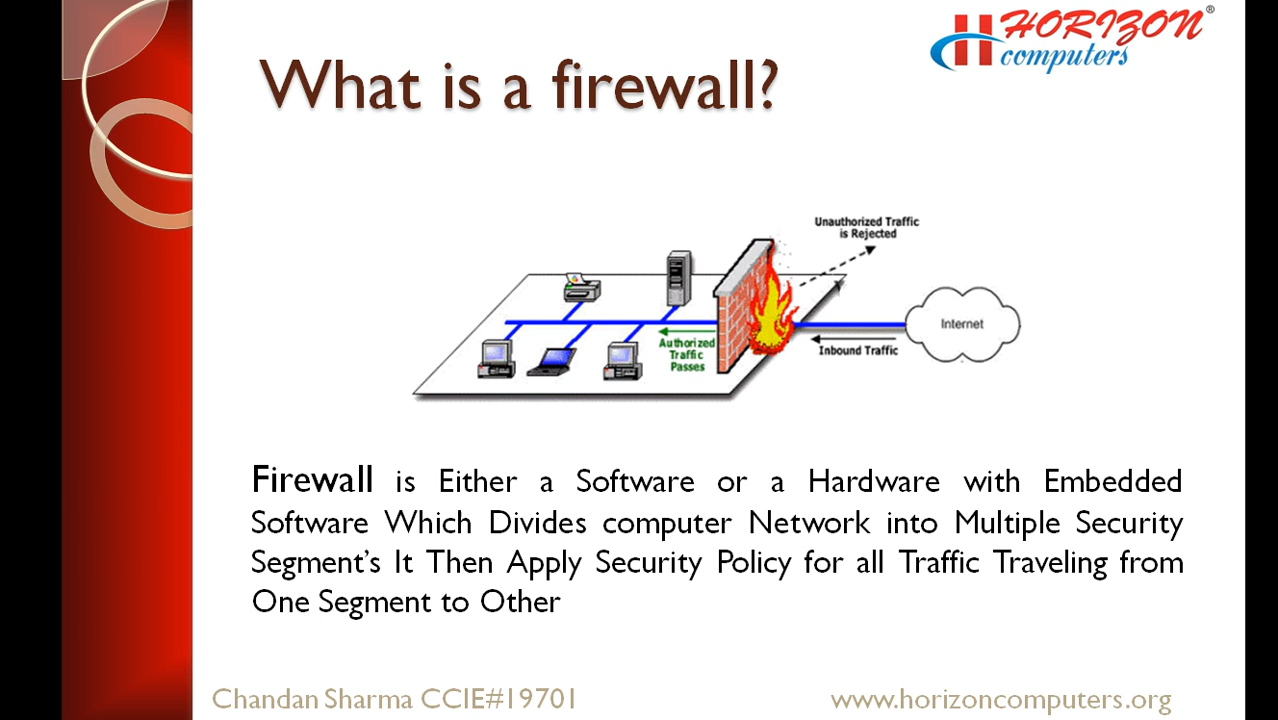 HORIZON®
computers
What is a firewall?
Unauthorized Traffic
is Rejected
Internet
Authorized
Traffic
Passes
Inbound Traffic
Firewall is Either a Software or a Hardware with Embedded
Software Which Divides computer Network into Multiple Security
Segment’s It Then Apply Security Policy for all Traffic Traveling from
One Segment to Other
Chandan Sharma CCIE#19701
www.horizoncomputers.org